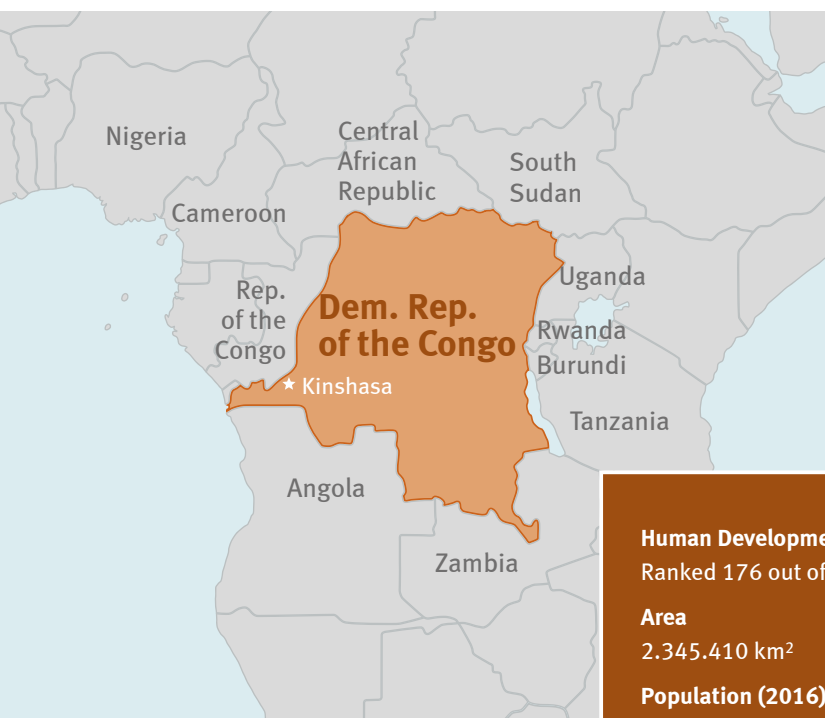 Nigeria
Central
African
Republic
South
Sudan
Cameroon
Uganda
Rep.
of the
Congo
Dem. Rep.
of the Congo
Rwanda
Burundi
Kinshasa
Tanzania
Angola
Zambia
Human Developme
Ranked 176 out of
Area
2.345.410 km²
Population (2016)